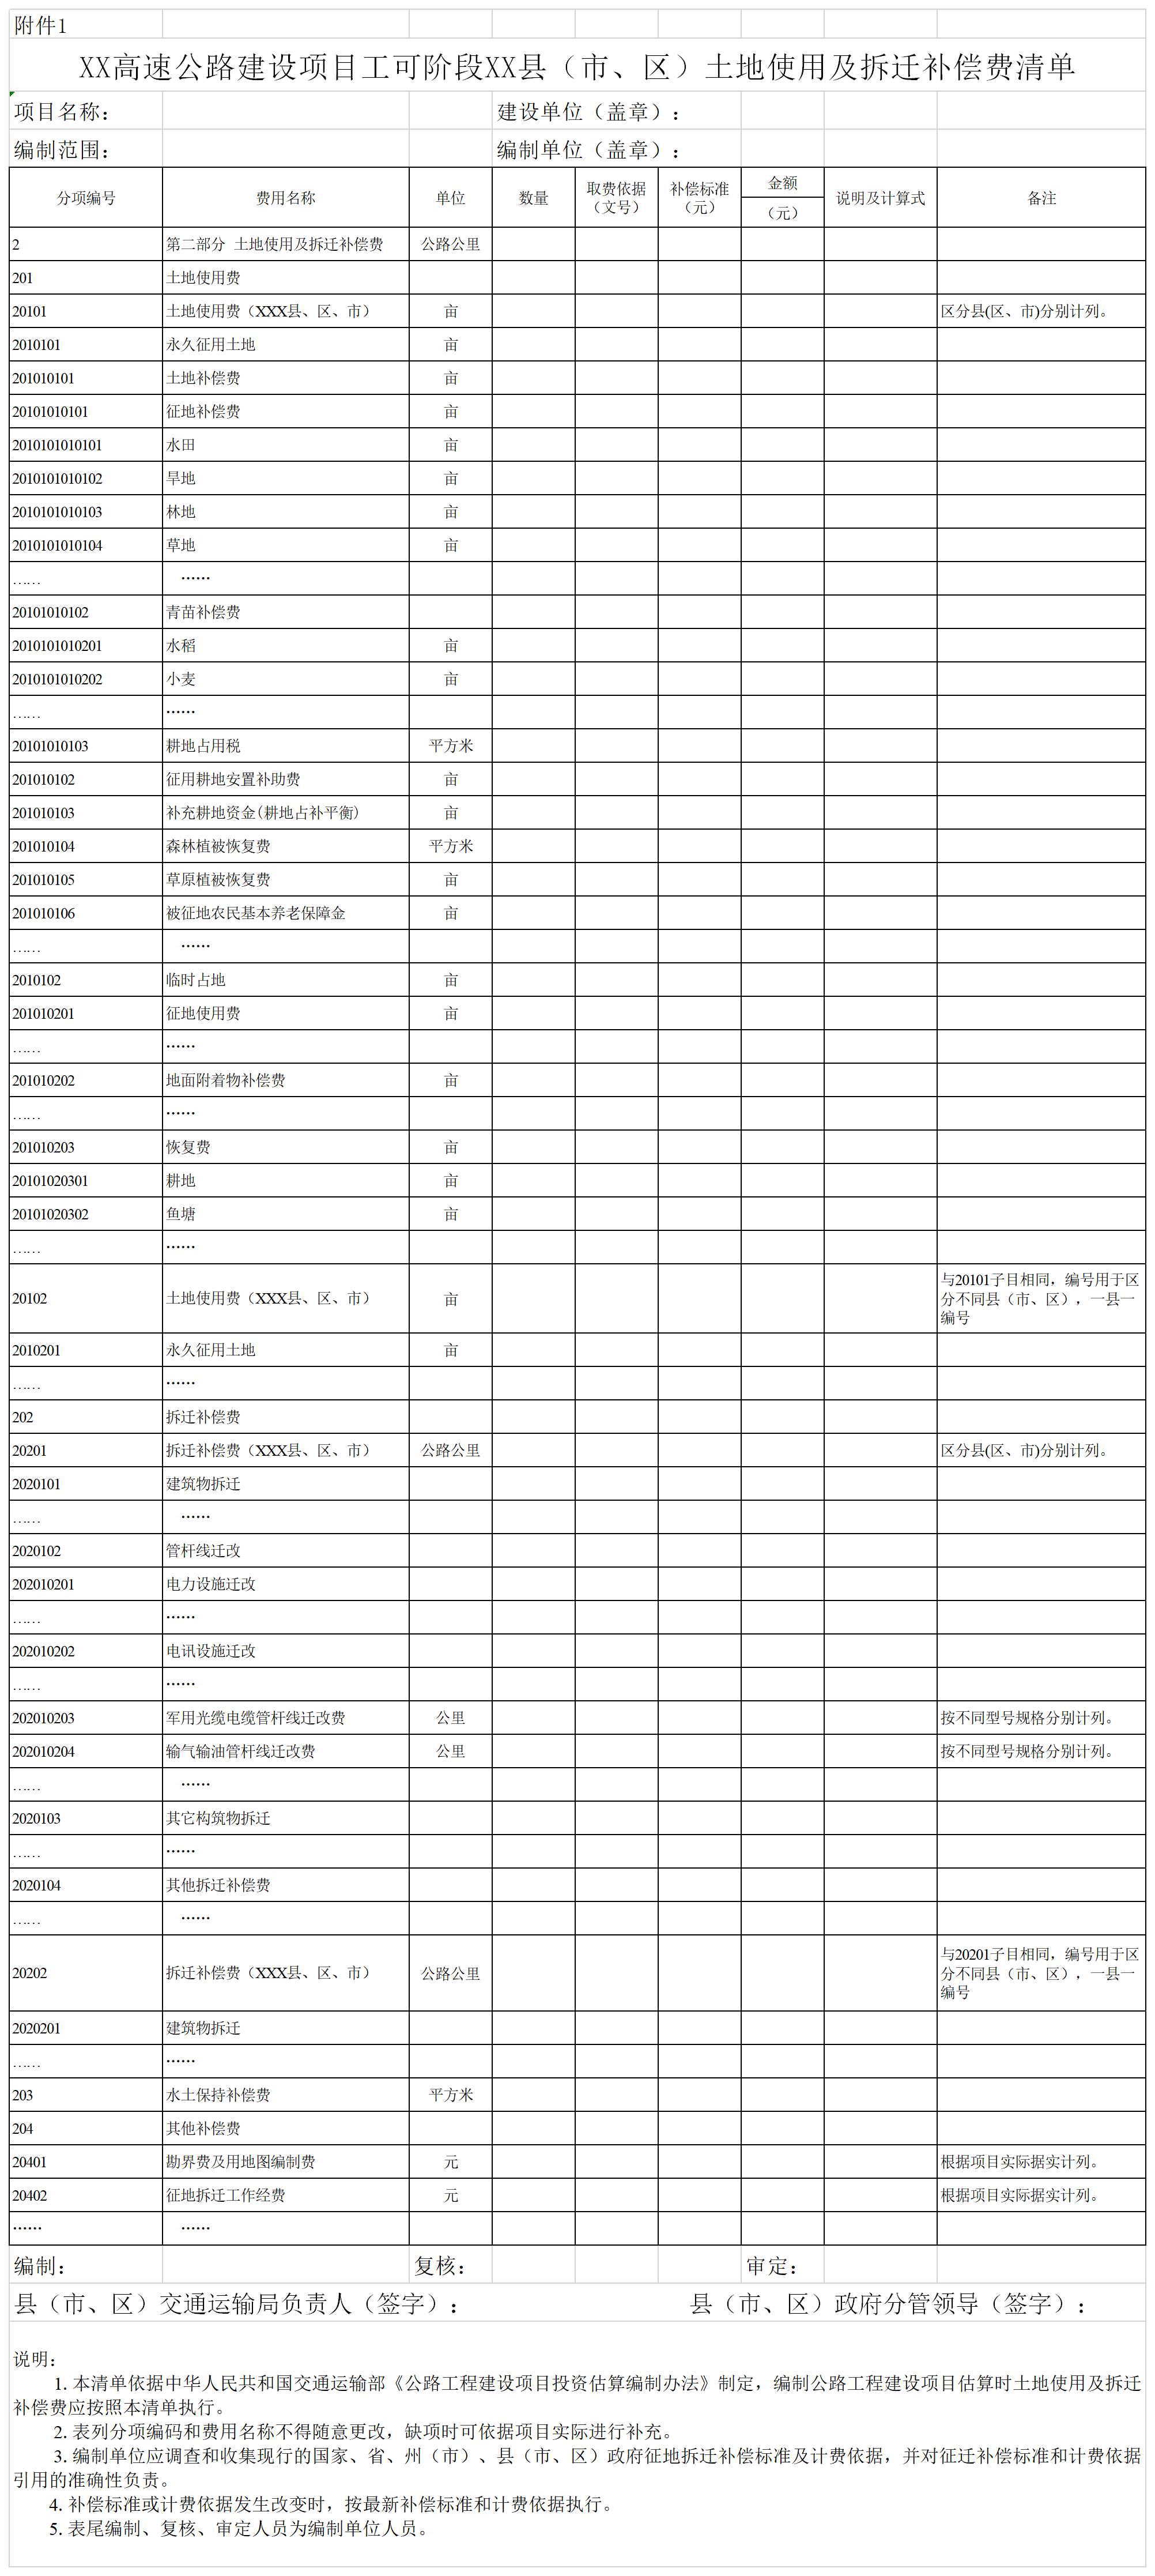 附件1
XX高速公路建设项目工可阶段XX县（市、区）土地使用及拆迁补偿费清单
项目名称： 建设单位（盖章）：
编制范围： 编制单位（盖章）：
分项编号 费用名称 单位 数量 取费依据（文号） 补偿标准（元） 金额（元） 说明及计算式 备注
2 第二部分 土地使用及拆迁补偿费 公路公里
201 土地使用费
20101 土地使用费（XXX县、区、市） 亩 区分县(区、市)分别计列。
2010101 永久征用土地 亩
201010101 土地补偿费 亩
20101010101 征地补偿费 亩
2010101010101 水田 亩
2010101010102 旱地 亩
2010101010103 林地 亩
2010101010104 草地 亩
…… ……
20101010102 青苗补偿费
2010101010201 水稻 亩
2010101010202 小麦 亩
…… ……
20101010103 耕地占用税 平方米
201010102 征用耕地安置补助费 亩
201010103 补充耕地资金(耕地占补平衡) 亩
201010104 森林植被恢复费 平方米
201010105 草原植被恢复费 亩
201010106 被征地农民基本养老保障金 亩
…… ……
2010102 临时占地 亩
201010201 征地使用费 亩
…… ……
201010202 地面附着物补偿费 亩
…… ……
201010203 恢复费 亩
20101020301 耕地 亩
20101020302 鱼塘 亩
…… ……
20102 土地使用费（XXX县、区、市） 亩 与20101子目相同，编号用于区分不同县（市、区），一县一编号
2010201 永久征用土地 亩
…… ……
202 拆迁补偿费
20201 拆迁补偿费（XXX县、区、市） 公路公里 区分县(区、市)分别计列。
2020101 建筑物拆迁
…… ……
2020102 管杆线迁改
202010201 电力设施迁改
…… ……
202010202 电讯设施迁改
…… ……
202010203 军用光缆电缆管杆线迁改费 公里 按不同型号规格分别计列。
202010204 输气输油管杆线迁改费 公里 按不同型号规格分别计列。
…… ……
2020103 其它构筑物拆迁
…… ……
2020104 其他拆迁补偿费
…… ……
20202 拆迁补偿费（XXX县、区、市） 公路公里 与20201子目相同，编号用于区分不同县（市、区），一县一编号
2020201 建筑物拆迁
…… ……
203 水土保持补偿费 平方米
204 其他补偿费
20401 勘界费及用地图编制费 元 根据项目实际据实计列。
20402 征地拆迁工作经费 元 根据项目实际据实计列。
…… ……
编制： 复核： 审定：
县（市、区）交通运输局负责人（签字）： 县（市、区）政府分管领导（签字）：
说明：
1. 本清单依据中华人民共和国交通运输部《公路工程建设项目投资估算编制办法》制定，编制公路工程建设项目估算时土地使用及拆迁
补偿费应按照本清单执行。
2. 表列分项编码和费用名称不得随意更改，缺项时可依据项目实际进行补充。
3. 编制单位应调查和收集现行的国家、省、州（市）、县（市、区）政府征地拆迁补偿标准及计费依据，并对征迁补偿标准和计费依据
引用的准确性负责。
4. 补偿标准或计费依据发生改变时，按最新补偿标准和计费依据执行。
5. 表尾编制、复核、审定人员为编制单位人员。